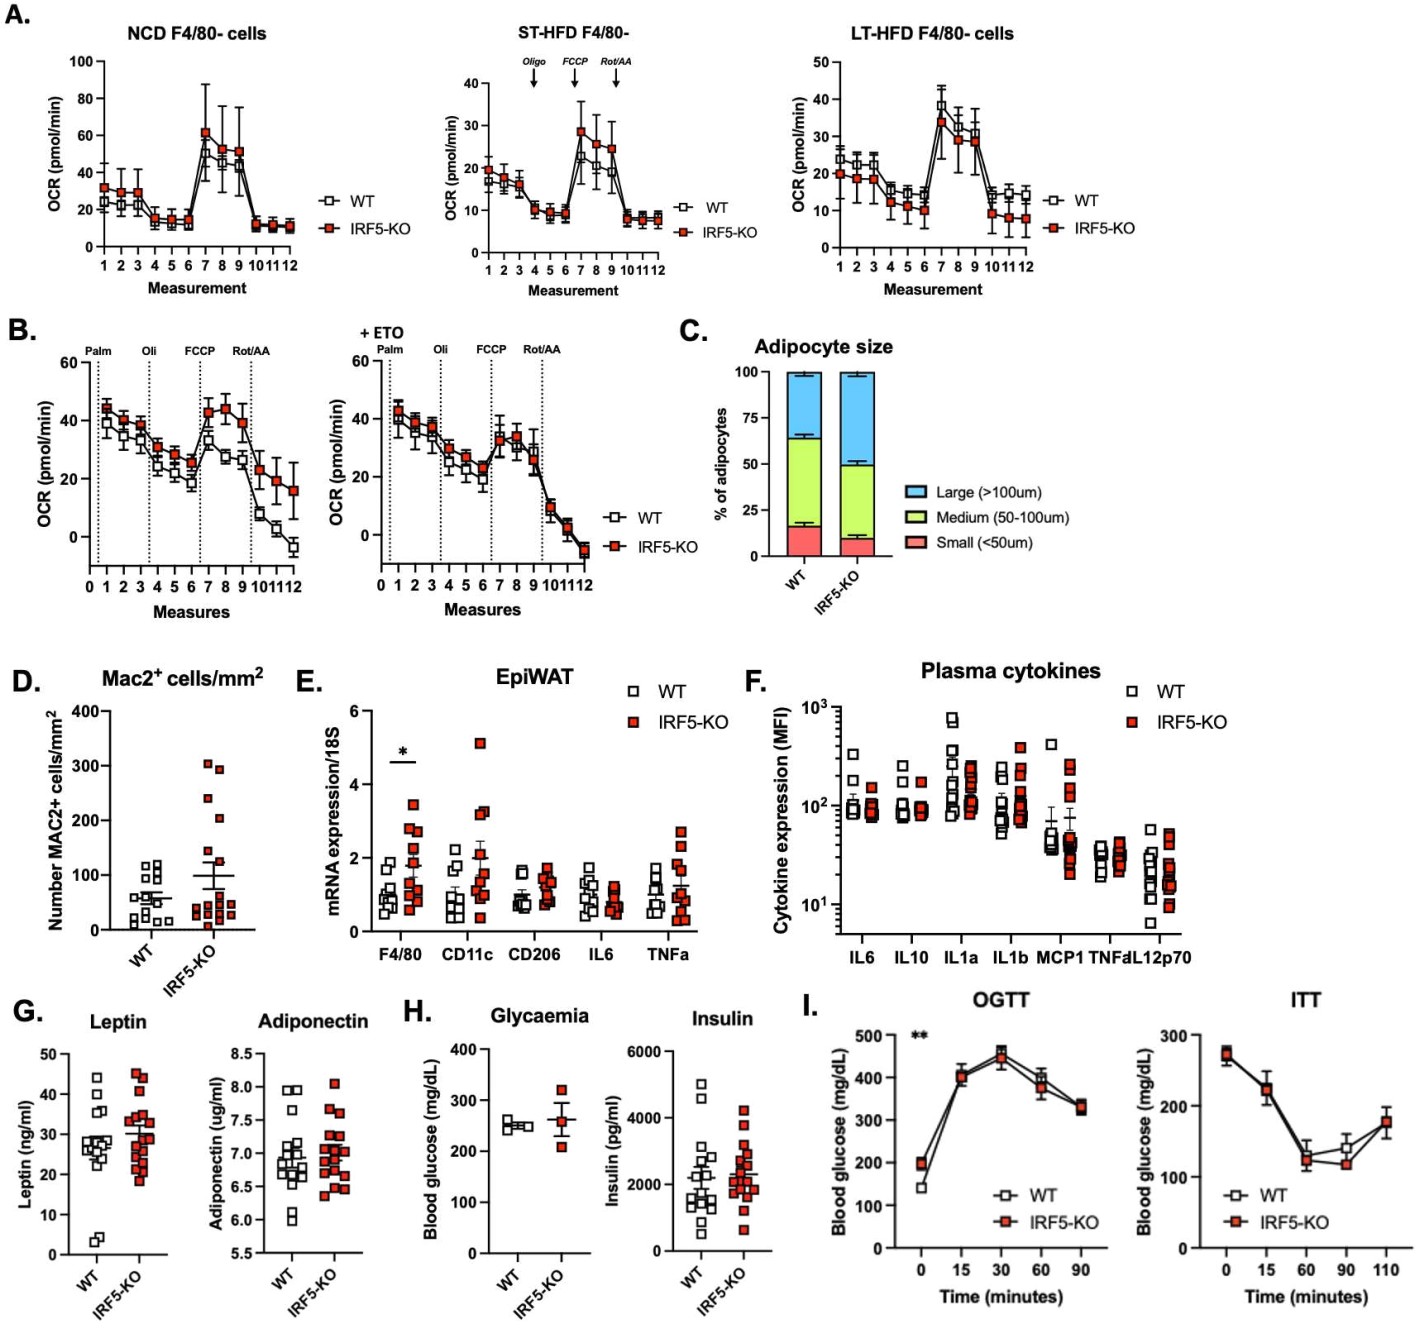 A.
NCD F4/80- cells
OCR (pmol/min)
100
80
60
40
20
0
1 2 3 4 5 6 7 8 9 10 11 12
Measurement
WT
IRF5-KO
ST-HFD F4/80-
Oligo FCCP Rot/AA
OCR (pmol/min)
40
30
20
10
0
1 2 3 4 5 6 7 8 9 10 11 12
Measurement
WT
IRF5-KO
LT-HFD F4/80- cells
OCR (pmol/min)
50
40
30
20
10
0
1 2 3 4 5 6 7 8 9 10 11 12
Measurement
WT
IRF5-KO
B.
Palm Oli FCCP Rot/AA
OCR (pmol/min)
60
40
20
0
0 1 2 3 4 5 6 7 8 9 10 11 12
Measures
+ ETO
Palm Oli FCCP Rot/AA
OCR (pmol/min)
60
40
20
0
0 1 2 3 4 5 6 7 8 9 10 11 12
Measures
WT
IRF5-KO
C.
Adipocyte size
% of adipocytes
100
75
50
25
0
WT
IRF5-KO
Large (>100um)
Medium (50-100um)
Small (<50um)
D.
Mac2+ cells/mm2
Number MAC2+ cells/mm2
400
300
200
100
0
WT
IRF5-KO
E.
EpiWAT
WT
IRF5-KO
mRNA expression/18S
6
4
2
0
*
F4/80 CD11c CD206 IL6 TNFa
F.
Plasma cytokines
WT
IRF5-KO
Cytokine expression (MFI)
10^3
10^2
10^1
IL6 IL10 IL1a IL1b MCP1 TNFaIL12p70
G.
Leptin
Leptin (ng/ml)
50
40
30
20
10
0
WT
IRF5-KO
Adiponectin
Adiponectin (ug/ml)
8.5
8.0
7.5
7.0
6.5
6.0
5.5
WT
IRF5-KO
H.
Glycaemia
Blood glucose (mg/dL)
400
300
200
100
0
WT
IRF5-KO
Insulin
Insulin (pg/ml)
6000
4000
2000
0
WT
IRF5-KO
I.
OGTT
Blood glucose (mg/dL)
500
400
300
200
100
0
**
WT
IRF5-KO
0 15 30 60 90
Time (minutes)
ITT
Blood glucose (mg/dL)
300
200
100
0
WT
IRF5-KO
0 15 60 90 110
Time (minutes)